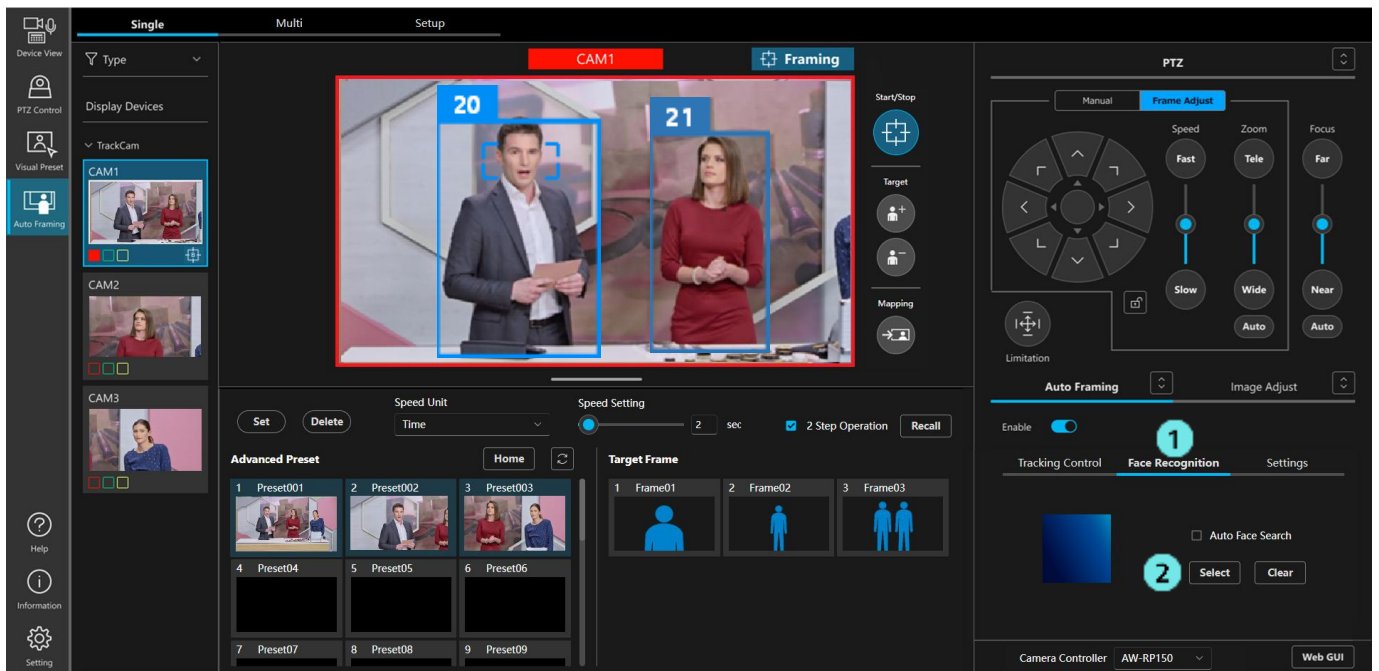 Single
Multi
Setup
Device View
PTZ Control
Visual Preset
Auto Framing
Help
Information
Setting
Type
Display Devices
TrackCam
CAM1
CAM2
CAM3
CAM1
Framing
20
21
Start/Stop
Target
Mapping
Set
Delete
Speed Unit
Time
Speed Setting
2 sec
2 Step Operation
Recall
Advanced Preset
Home
1 Preset001
2 Preset002
3 Preset003
4 Preset04
5 Preset05
6 Preset06
7 Preset07
8 Preset08
9 Preset09
Target Frame
1 Frame01
2 Frame02
3 Frame03
PTZ
Manual
Frame Adjust
Speed
Zoom
Focus
Fast
Tele
Far
Slow
Wide
Near
Auto
Auto
Limitation
Auto Framing
Image Adjust
Enable
1
Tracking Control
Face Recognition
Settings
Auto Face Search
2
Select
Clear
Camera Controller
AW-RP150
Web GUI